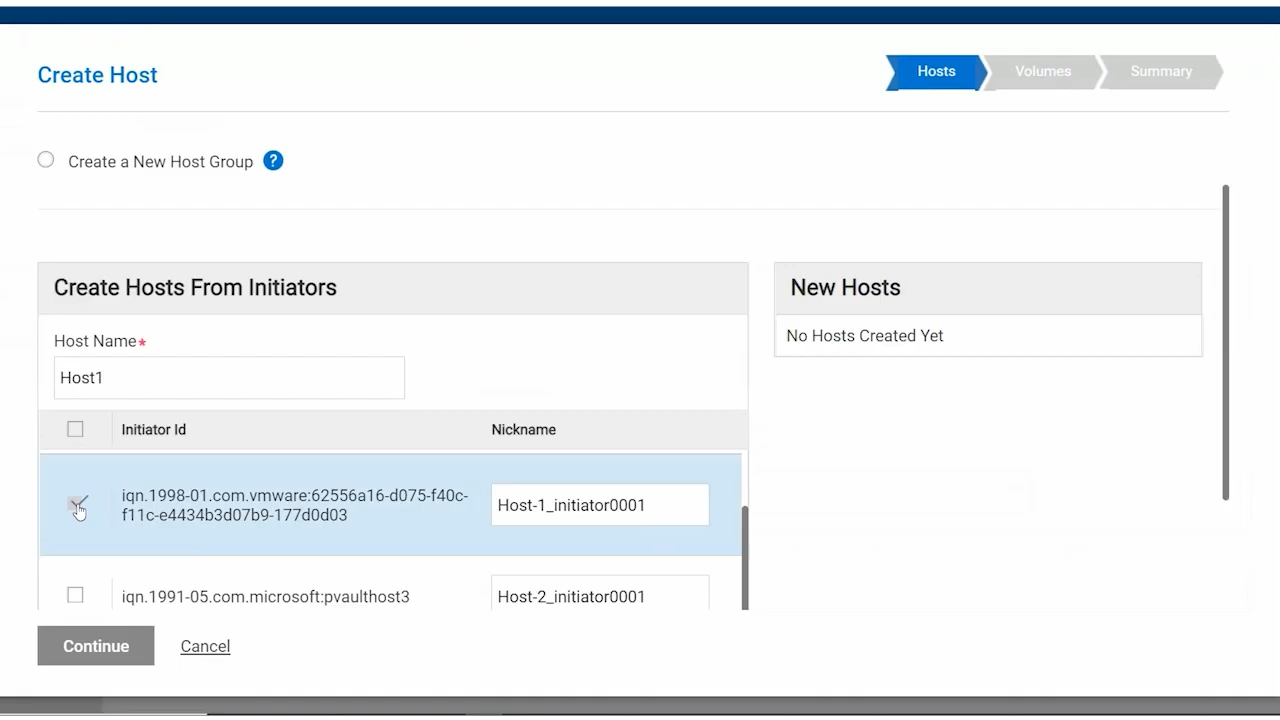 Create Host
Hosts
Volumes
Summary
Create a New Host Group ?
Create Hosts From Initiators
New Hosts
Host Name*
No Hosts Created Yet
Host1
Initiator Id
Nickname
iqn.1998-01.com.vmware:62556a16-d075-f40c-
f11c-e4434b3d07b9-177d0d03
Host-1_initiator0001
iqn.1991-05.com.microsoft:pvaulthost3
Host-2_initiator0001
Continue
Cancel